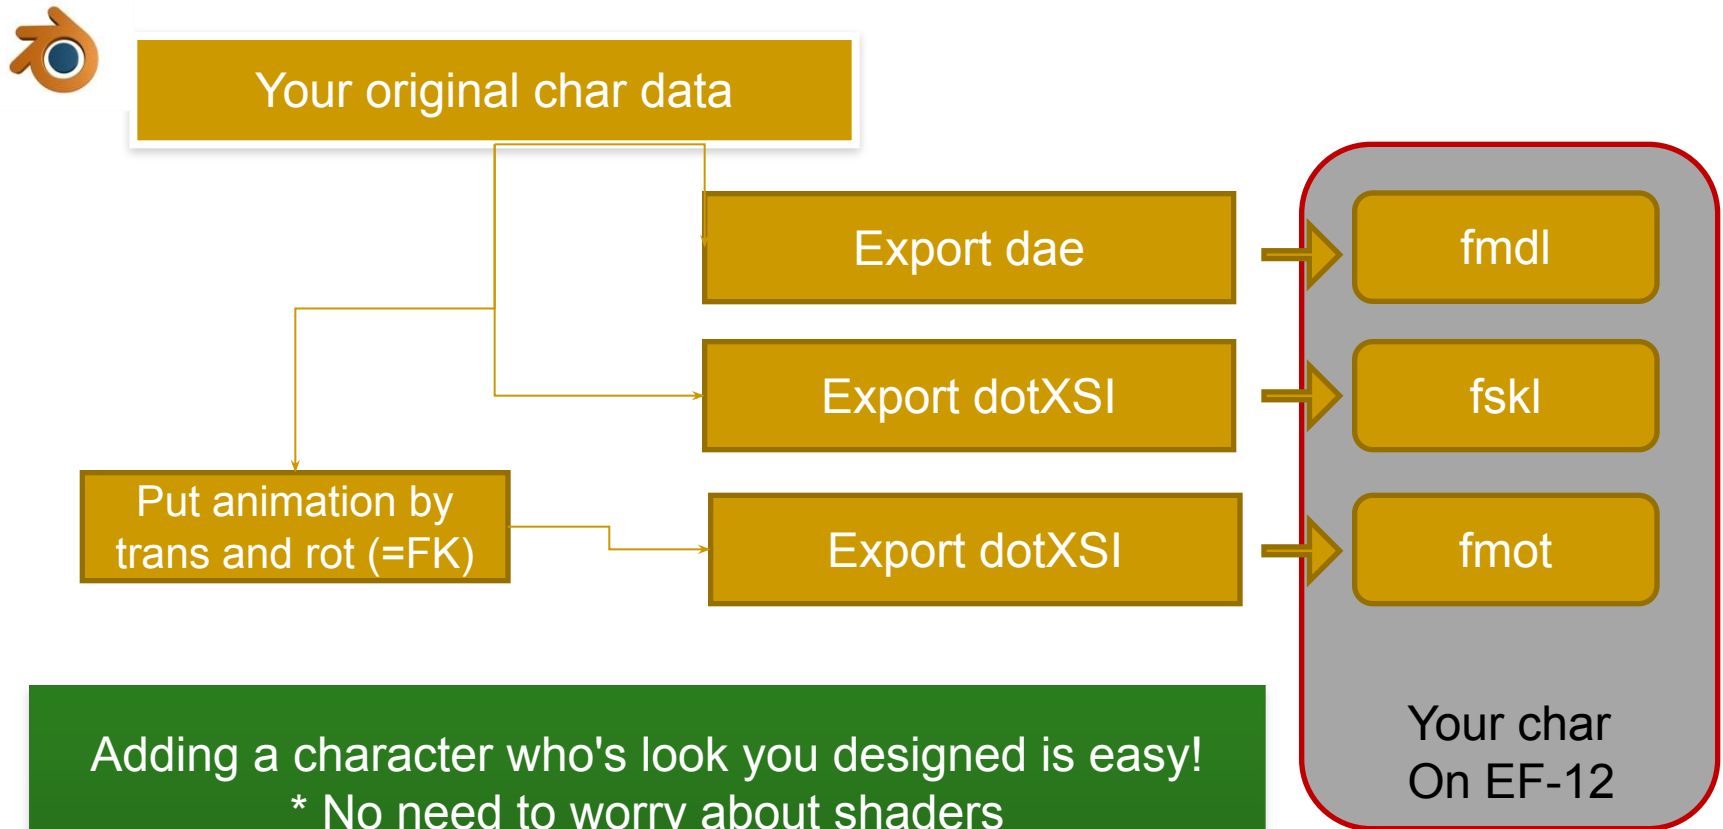 Your original char data
Export dae
fmdl
Export dotXSI
fskl
Put animation by
trans and rot (=FK)
Export dotXSI
fmot
Adding a character who's look you designed is easy!
* No need to worry about shaders
Your char
On EF-12